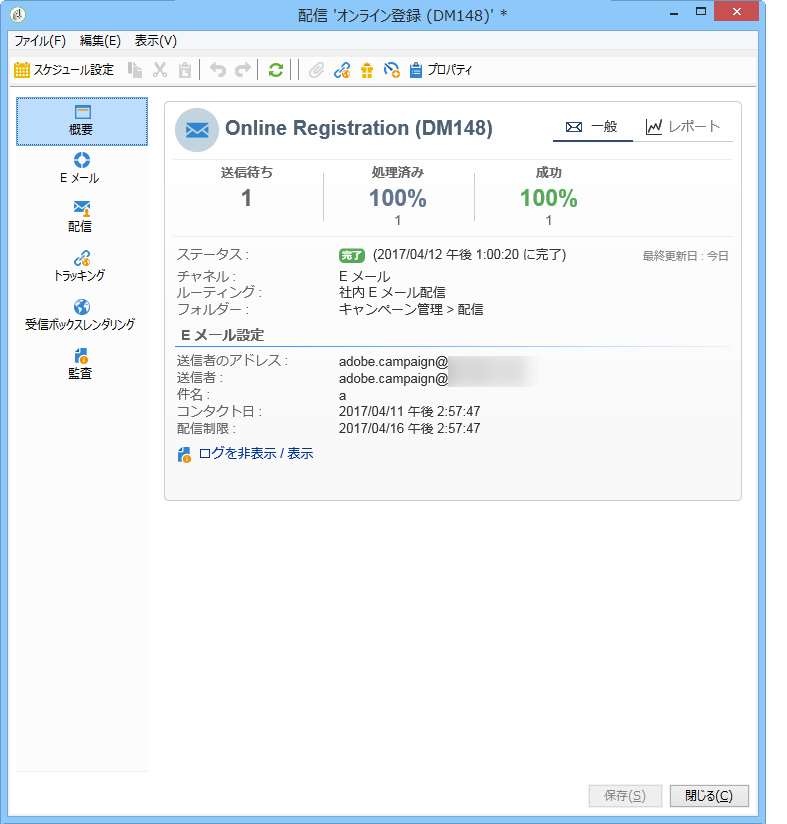 配信 'オンライン登録 (DM148)' *
ファイル(F) 編集(E) 表示(V)
スケジュール設定 プロパティ
概要
E メール
配信
トラッキング
受信ボックスレンダリング
監査
Online Registration (DM148)
一般 レポート
送信待ち 処理済み 成功
1 100% 100%
1 1
ステータス : 完了 (2017/04/12 午後 1:00:20 に完了) 最終更新日 : 今日
チャネル : E メール
ルーティング : 社内 E メール配信
フォルダー : キャンペーン管理 > 配信
E メール設定
送信者のアドレス : adobe.campaign@
送信者 : adobe.campaign@
件名 : a
コンタクト日 : 2017/04/11 午後 2:57:47
配信制限 : 2017/04/16 午後 2:57:47
ログを非表示 / 表示
保存(S) 閉じる(C)